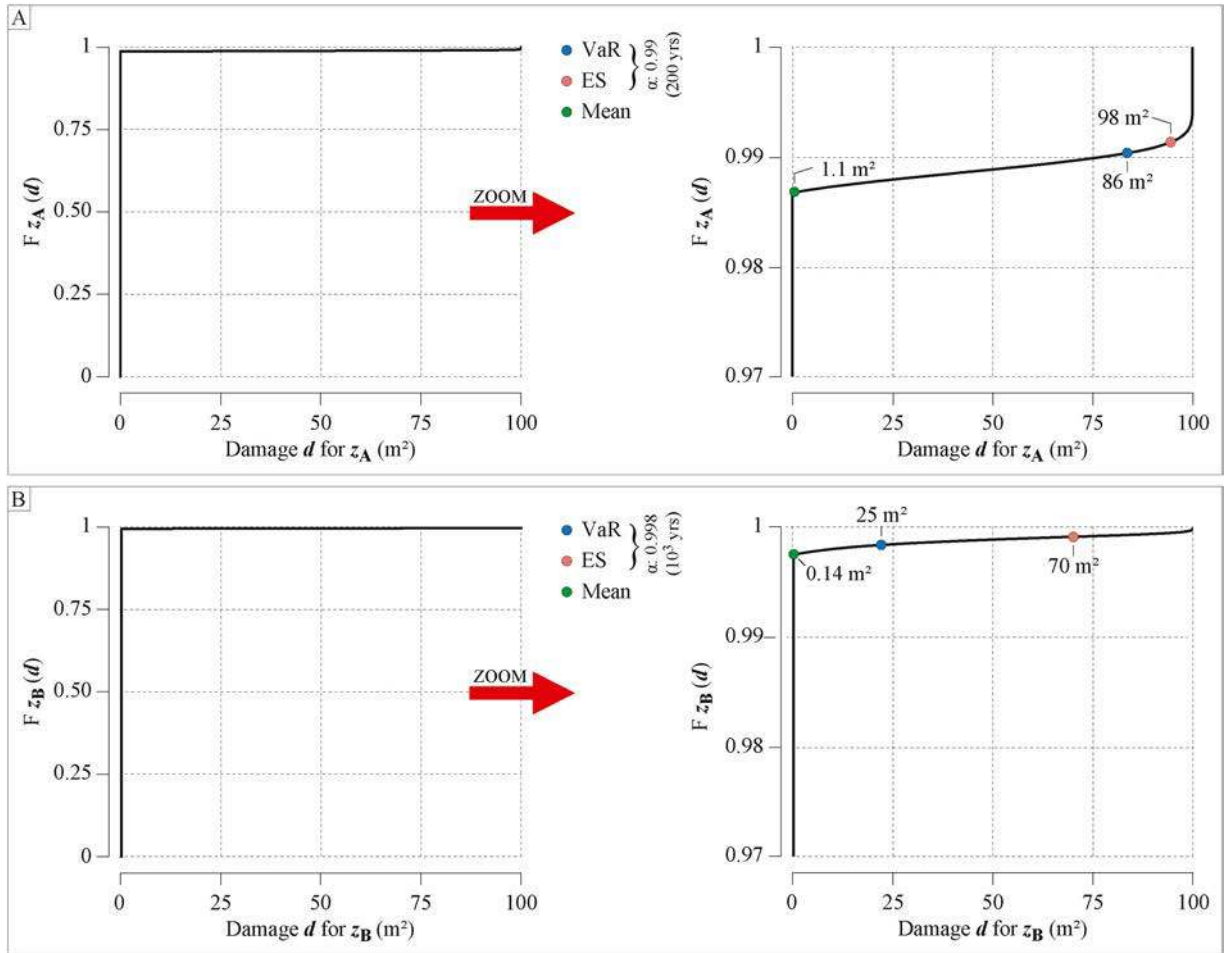 A
1
0.75
0.50
0.25
0
F zA (d)
0
25
50
75
100
Damage d for zA (m²)
VaR
ES
Mean
α: 0.99
(200 yrs)
ZOOM
1
0.99
0.98
0.97
F zA (d)
1.1 m²
98 m²
86 m²
0
25
50
75
100
Damage d for zA (m²)
B
1
0.75
0.50
0.25
0
F zB (d)
0
25
50
75
100
Damage d for zB (m²)
VaR
ES
Mean
α: 0.998
(10³ yrs)
ZOOM
1
0.99
0.98
0.97
F zB (d)
25 m²
0.14 m²
70 m²
0
25
50
75
100
Damage d for zB (m²)